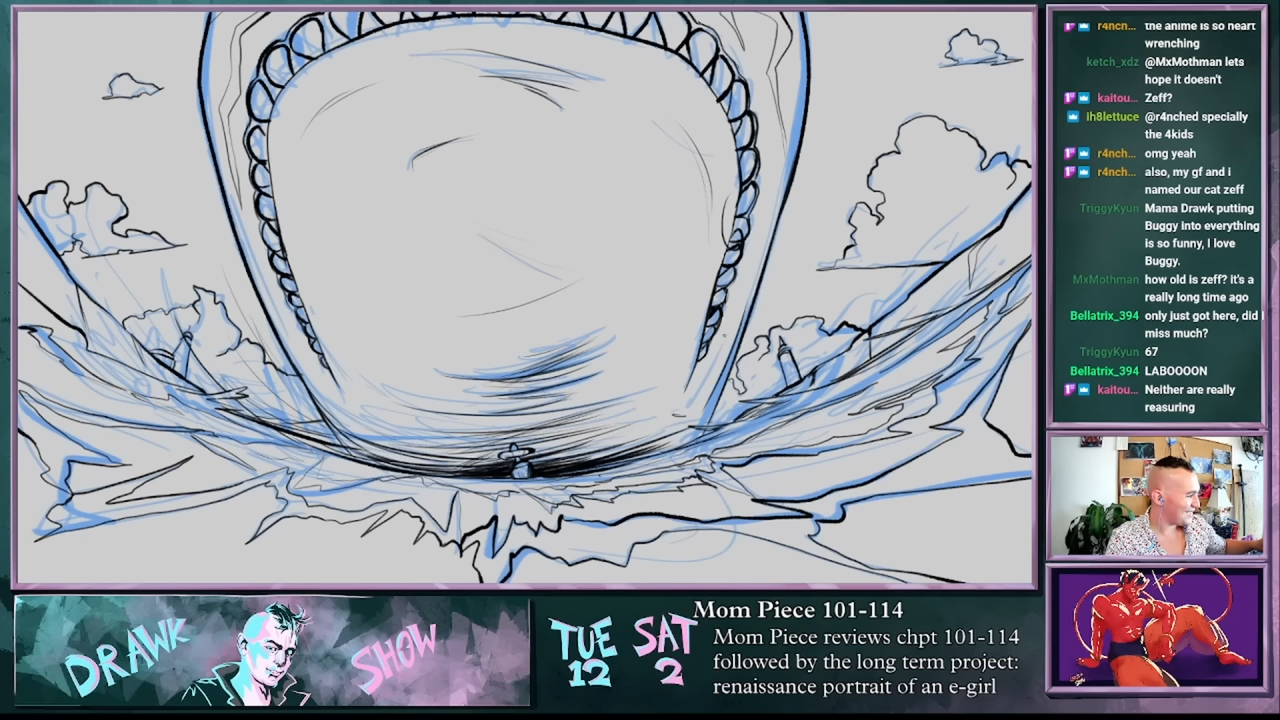 r4ncn... the anime is so heart
wrenching
ketch_xdz @MxMothman lets
hope it doesn't
kaitou... Zeff?
Ih8lettuce @r4nched specially
the 4kids
r4nch... omg yeah
r4nch... also, my gf and i
named our cat zeff
TriggyKyun Mama Drawk putting
Buggy into everything
is so funny, I love
Buggy.
MxMothman how old is zeff? it's a
really long time ago
Bellatrix_394 only just got here, did I
miss much?
TriggyKyun 67
Bellatrix_394 LABOOOON
kaitou... Neither are really
reasuring
DRAWK SHOW
TUE SAT
12 2
Mom Piece 101-114
Mom Piece reviews chpt 101-114
followed by the long term project:
renaissance portrait of an e-girl